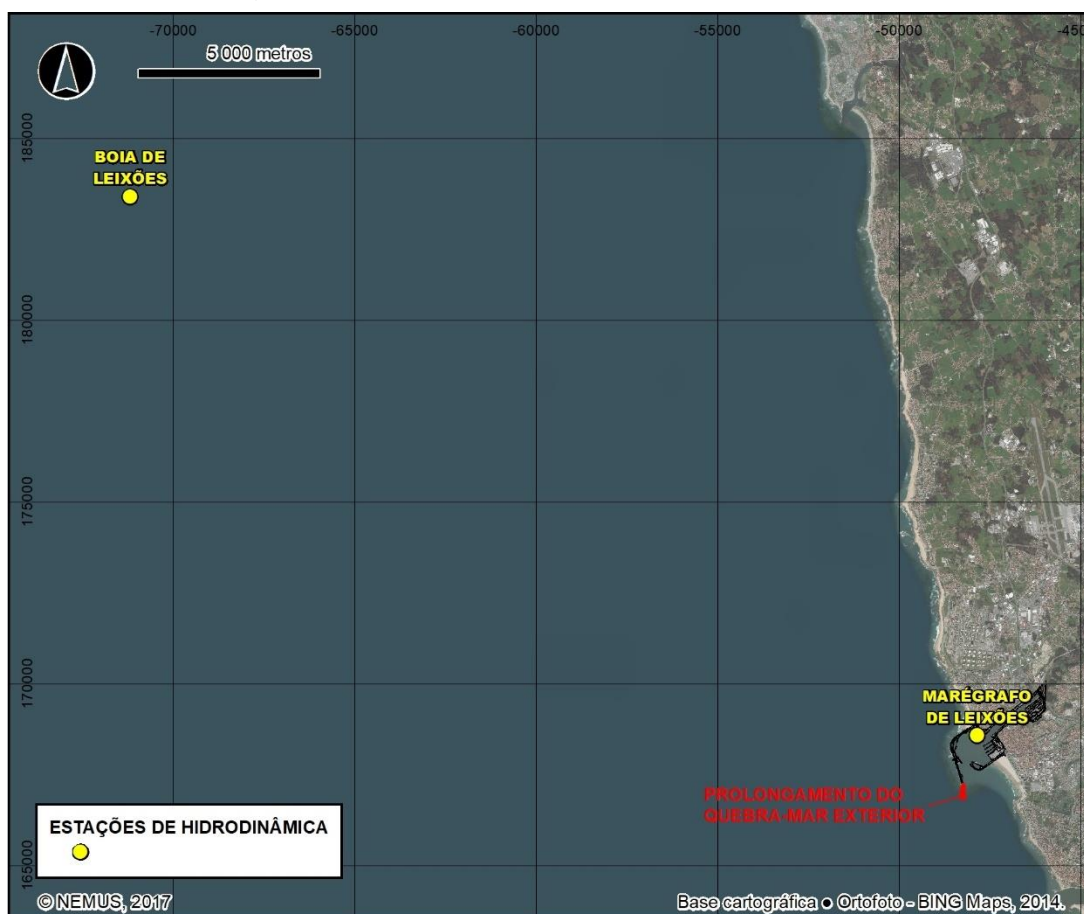 -70000
-65000
-60000
-55000
-50000
5 000 metros
185000
BOIA DE
LEIXÕES
180000
175000
170000
MARÉGRAFO
DE LEIXÕES
PROLONGAMENTO DO
QUEBRA-MAR EXTERIOR
ESTAÇÕES DE HIDRODINÂMICA
165000
© NEMUS, 2017
Base cartográfica ● Ortofoto - BING Maps, 2014.